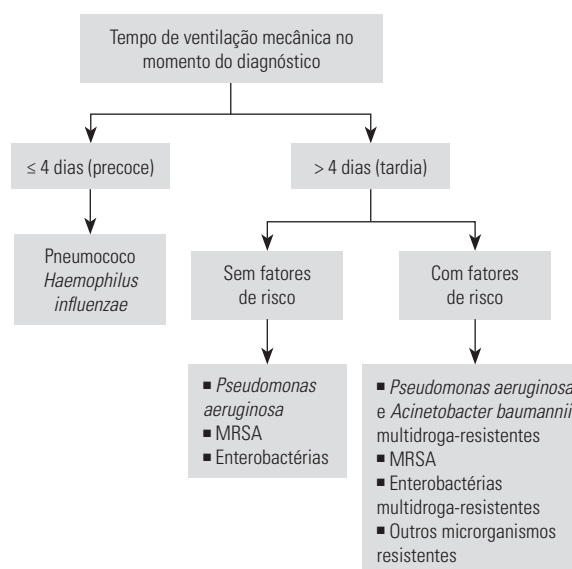 Tempo de ventilação mecânica no
momento do diagnóstico
≤ 4 dias (precoce)
> 4 dias (tardia)
Pneumococo
Haemophilus
influenzae
Sem fatores
de risco
Com fatores
de risco
■ Pseudomonas
aeruginosa
■ MRSA
■ Enterobactérias
■ Pseudomonas aeruginosa
e Acinetobacter baumannii
multidroga-resistentes
■ MRSA
■ Enterobactérias
multidroga-resistentes
■ Outros microrganismos
resistentes